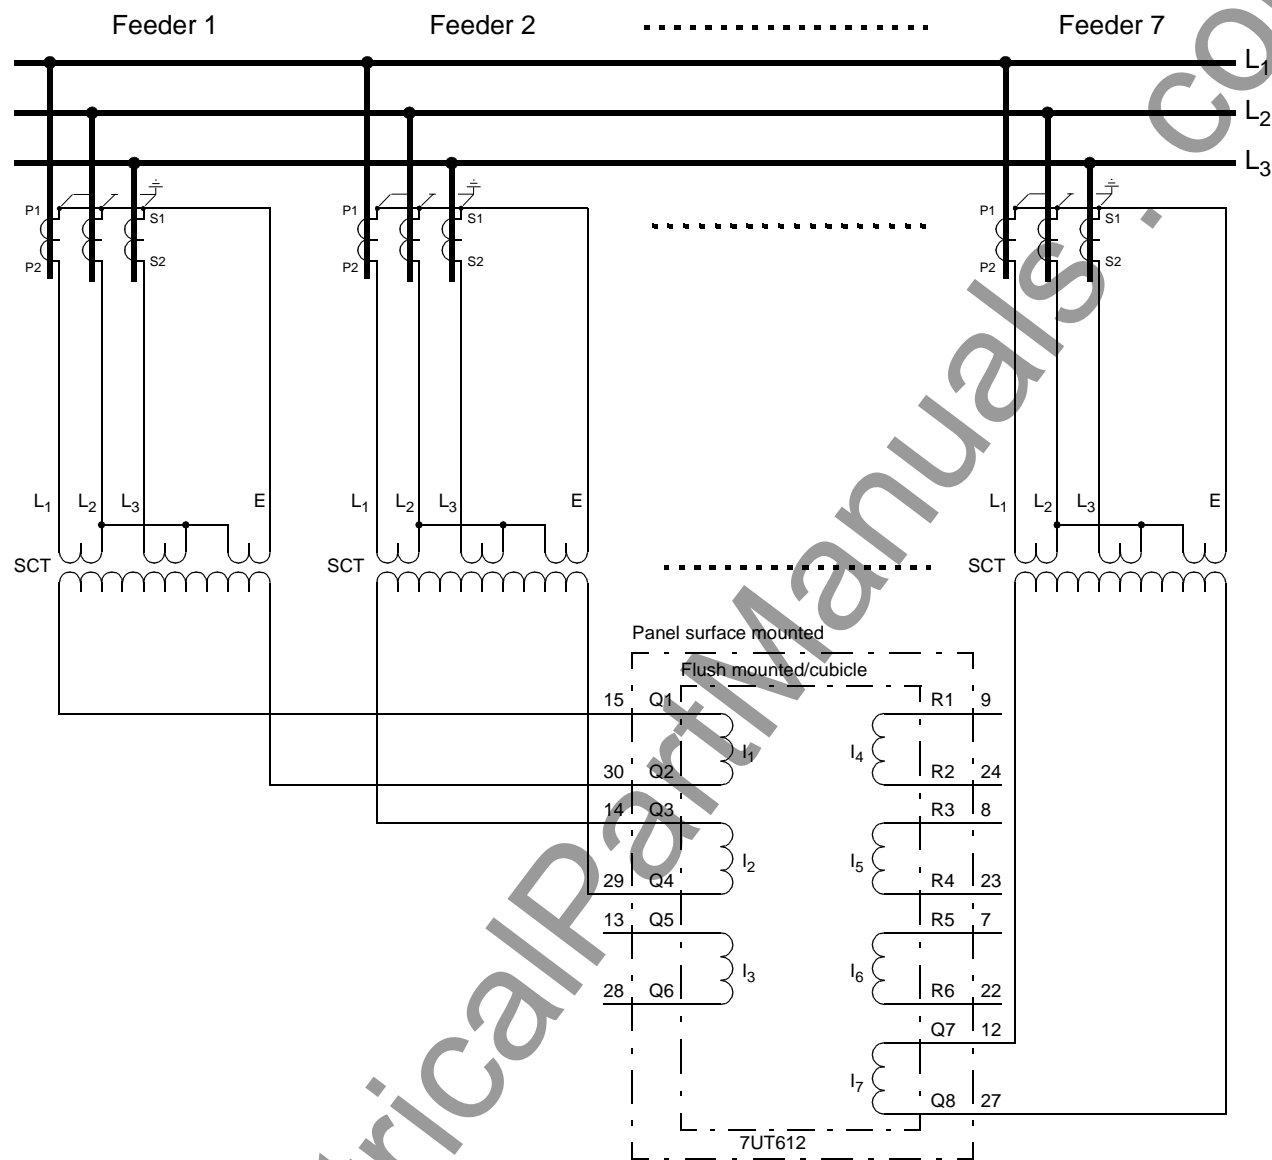 Feeder 1 Feeder 2 Feeder 7
L1
L2
L3
P1 S1 P1 S1 P1 S1
P2 S2 P2 S2 P2 S2
L1 L2 L3 E L1 L2 L3 E L1 L2 L3 E
SCT SCT SCT
Panel surface mounted
Flush mounted/cubicle
15 Q1 R1 9
I1 I4
30 Q2 R2 24
14 Q3 R3 8
I2 I5
29 Q4 R4 23
13 Q5 R5 7
I3 I6
28 Q6 R6 22
Q7 12
I7
Q8 27
7UT612
tricalPartManuals . co